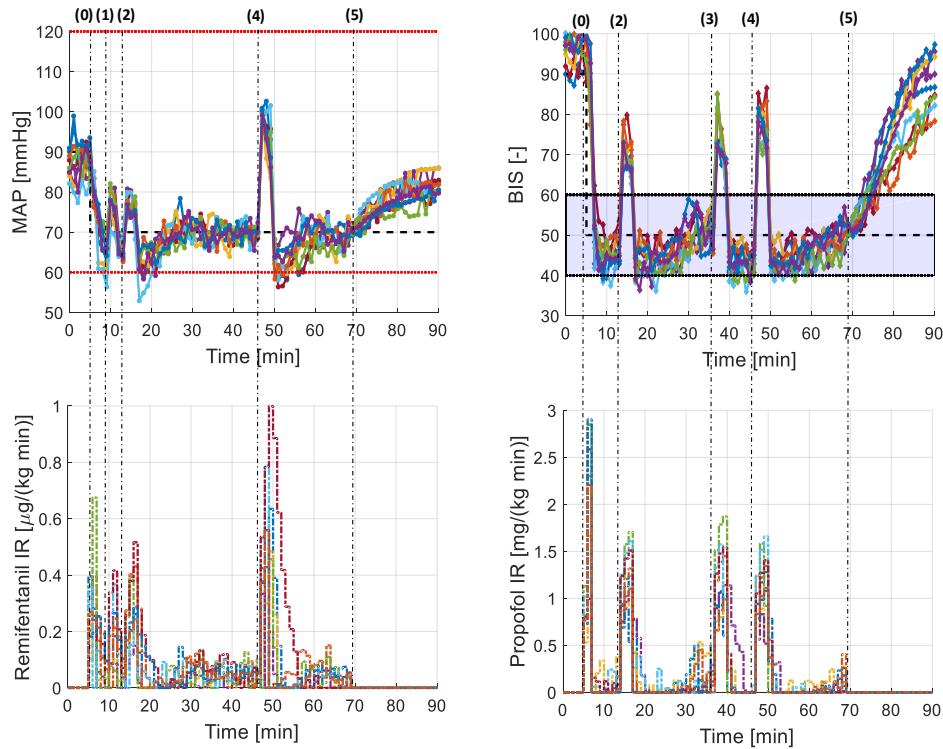 (0) (1) (2) (4) (5)
120
110
100
90
80
70
60
50
MAP [mmHg]
0 10 20 30 40 50 60 70 80 90
Time [min]
(0) (2) (3) (4) (5)
100
90
80
70
60
50
40
30
BIS [-]
0 10 20 30 40 50 60 70 80 90
Time [min]
1
0.8
0.6
0.4
0.2
0
Remifentanil IR [μg/(kg min)]
0 10 20 30 40 50 60 70 80 90
Time [min]
3
2.5
2
1.5
1
0.5
0
Propofol IR [mg/(kg min)]
0 10 20 30 40 50 60 70 80 90
Time [min]